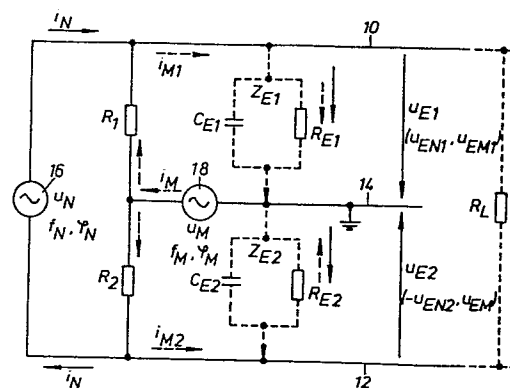 i_N
10
i_M1
Z_E1
C_E1
R_E1
R_1
u_E1
(u_EN1, u_EM1)
16
18
i_M
14
u_N
u_M
R_L
f_N, φ_N
f_M, φ_M
Z_E2
C_E2
R_E2
R_2
u_E2
(-u_EN2, u_EM)
i_M2
i_N
12